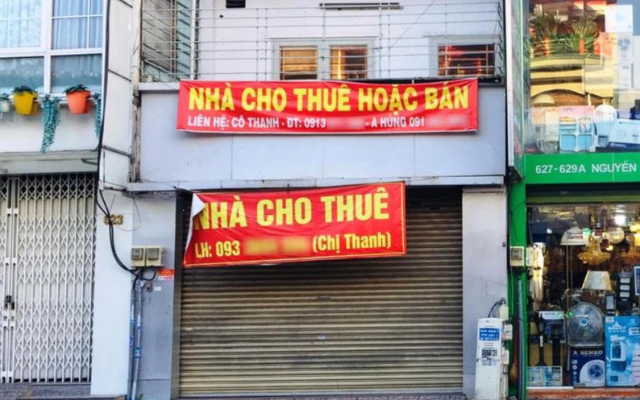 NHÀ CHO THUÊ HOẶC BÁN
LIÊN HỆ: CÔ THANH - ĐT: 0913 - A HÙNG 091
627-629A NGUYỄN
623
NHÀ CHO THUÊ
LH: 093 (Chị Thanh)